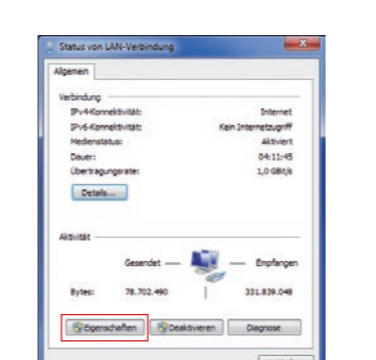 Status von LAN-Verbindung
Allgemein
Verbindung
IPv4-Konnektivität: Internet
IPv6-Konnektivität: Kein Internetzugriff
Medienstatus: Aktiviert
Dauer: 04:11:45
Übertragungsrate: 1,0 GBit/s
Details...
Aktivität
Gesendet — — Empfangen
Bytes: 78.702.490 | 331.839.048
Eigenschaften Deaktivieren Diagnose